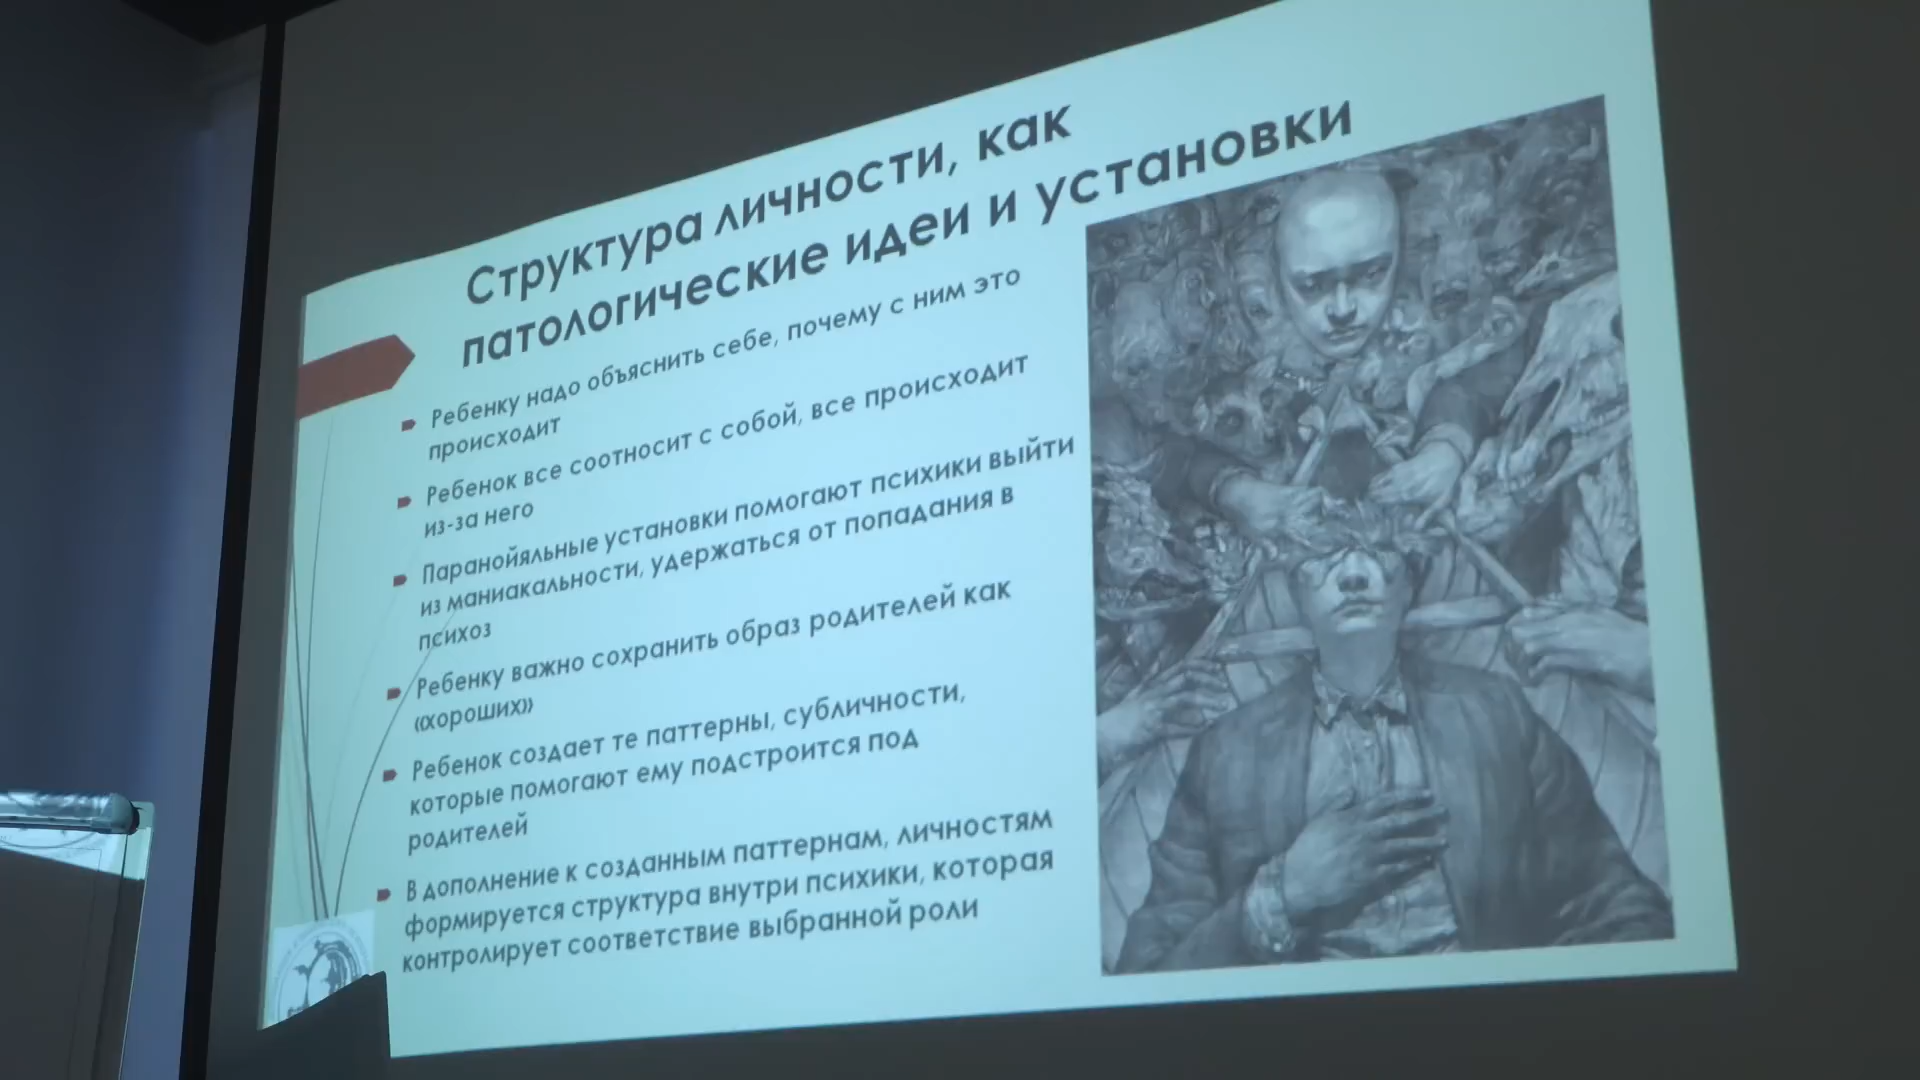 Структура личности, как
патологические идеи и установки
Ребенку надо объяснить себе, почему с ним это
происходит
Ребенок все соотносит с собой, все происходит
из-за него
Паранойяльные установки помогают психики выйти
из маниакальности, удержаться от попадания в
психоз
Ребенку важно сохранить образ родителей как
«хороших»
Ребенок создает те паттерны, субличности,
которые помогают ему подстроится под
родителей
В дополнение к созданным паттернам, личностям
формируется структура внутри психики, которая
контролирует соответствие выбранной роли